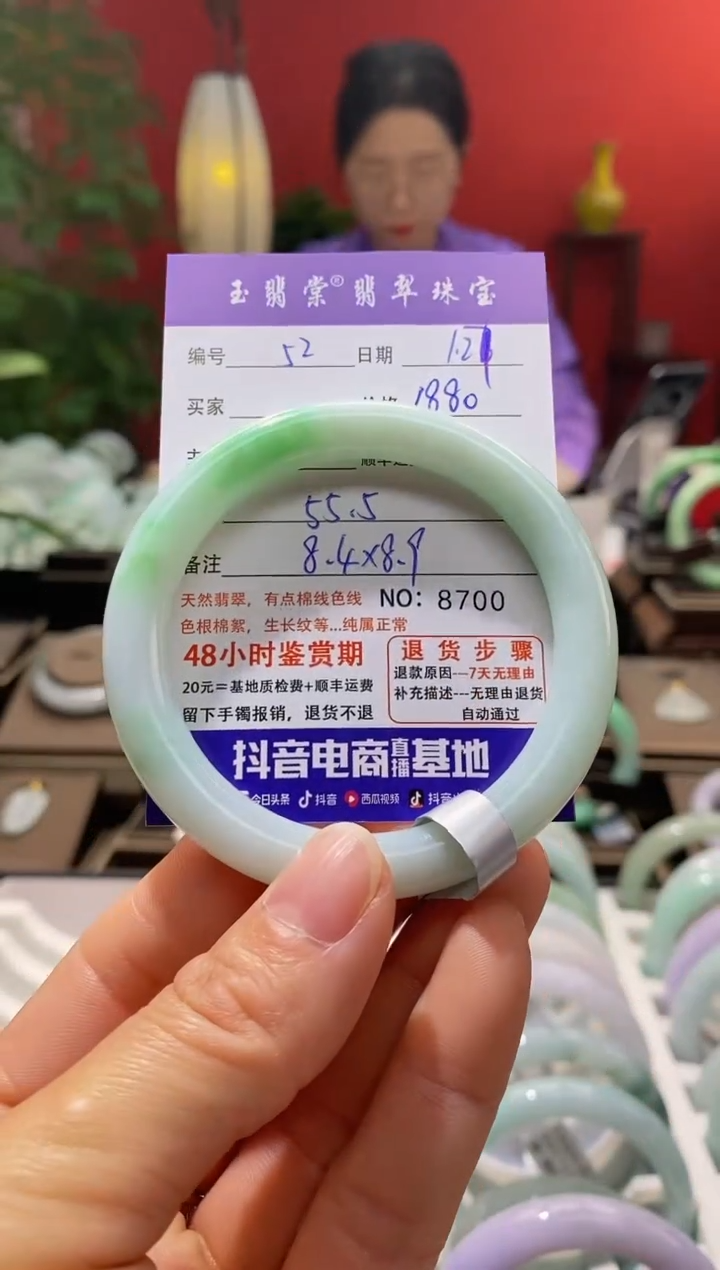 玉翡棠®翡翠珠宝
编号 52 日期 1.21
买家 1880
55.5
备注 8.4×8.9
天然翡翠，有点棉线色线 NO：8700
色根棉絮，生长纹等...纯属正常
48小时鉴赏期
20元=基地质检费+顺丰运费
留下手镯报销，退货不退
退货步骤
退款原因---7天无理由
补充描述---无理由退货
自动通过
抖音电商直播基地
今日头条 抖音 西瓜视频 抖音